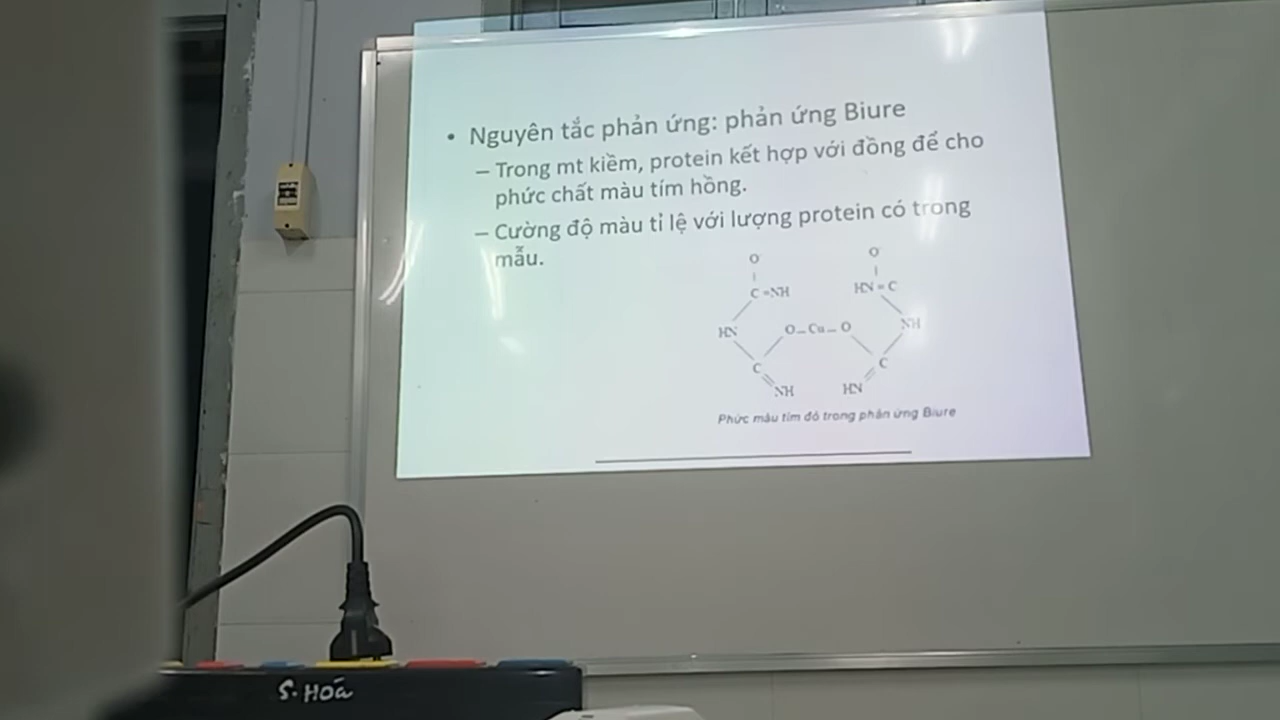 • Nguyên tắc phản ứng: phản ứng Biure
– Trong mt kiềm, protein kết hợp với đồng để cho
phức chất màu tím hồng.
– Cường độ màu tỉ lệ với lượng protein có trong
mẫu.
O O
C=NH HN=C
HN O–Cu–O NH
C C
NH HN
Phức màu tím đỏ trong phản ứng Biure
S. Hóa